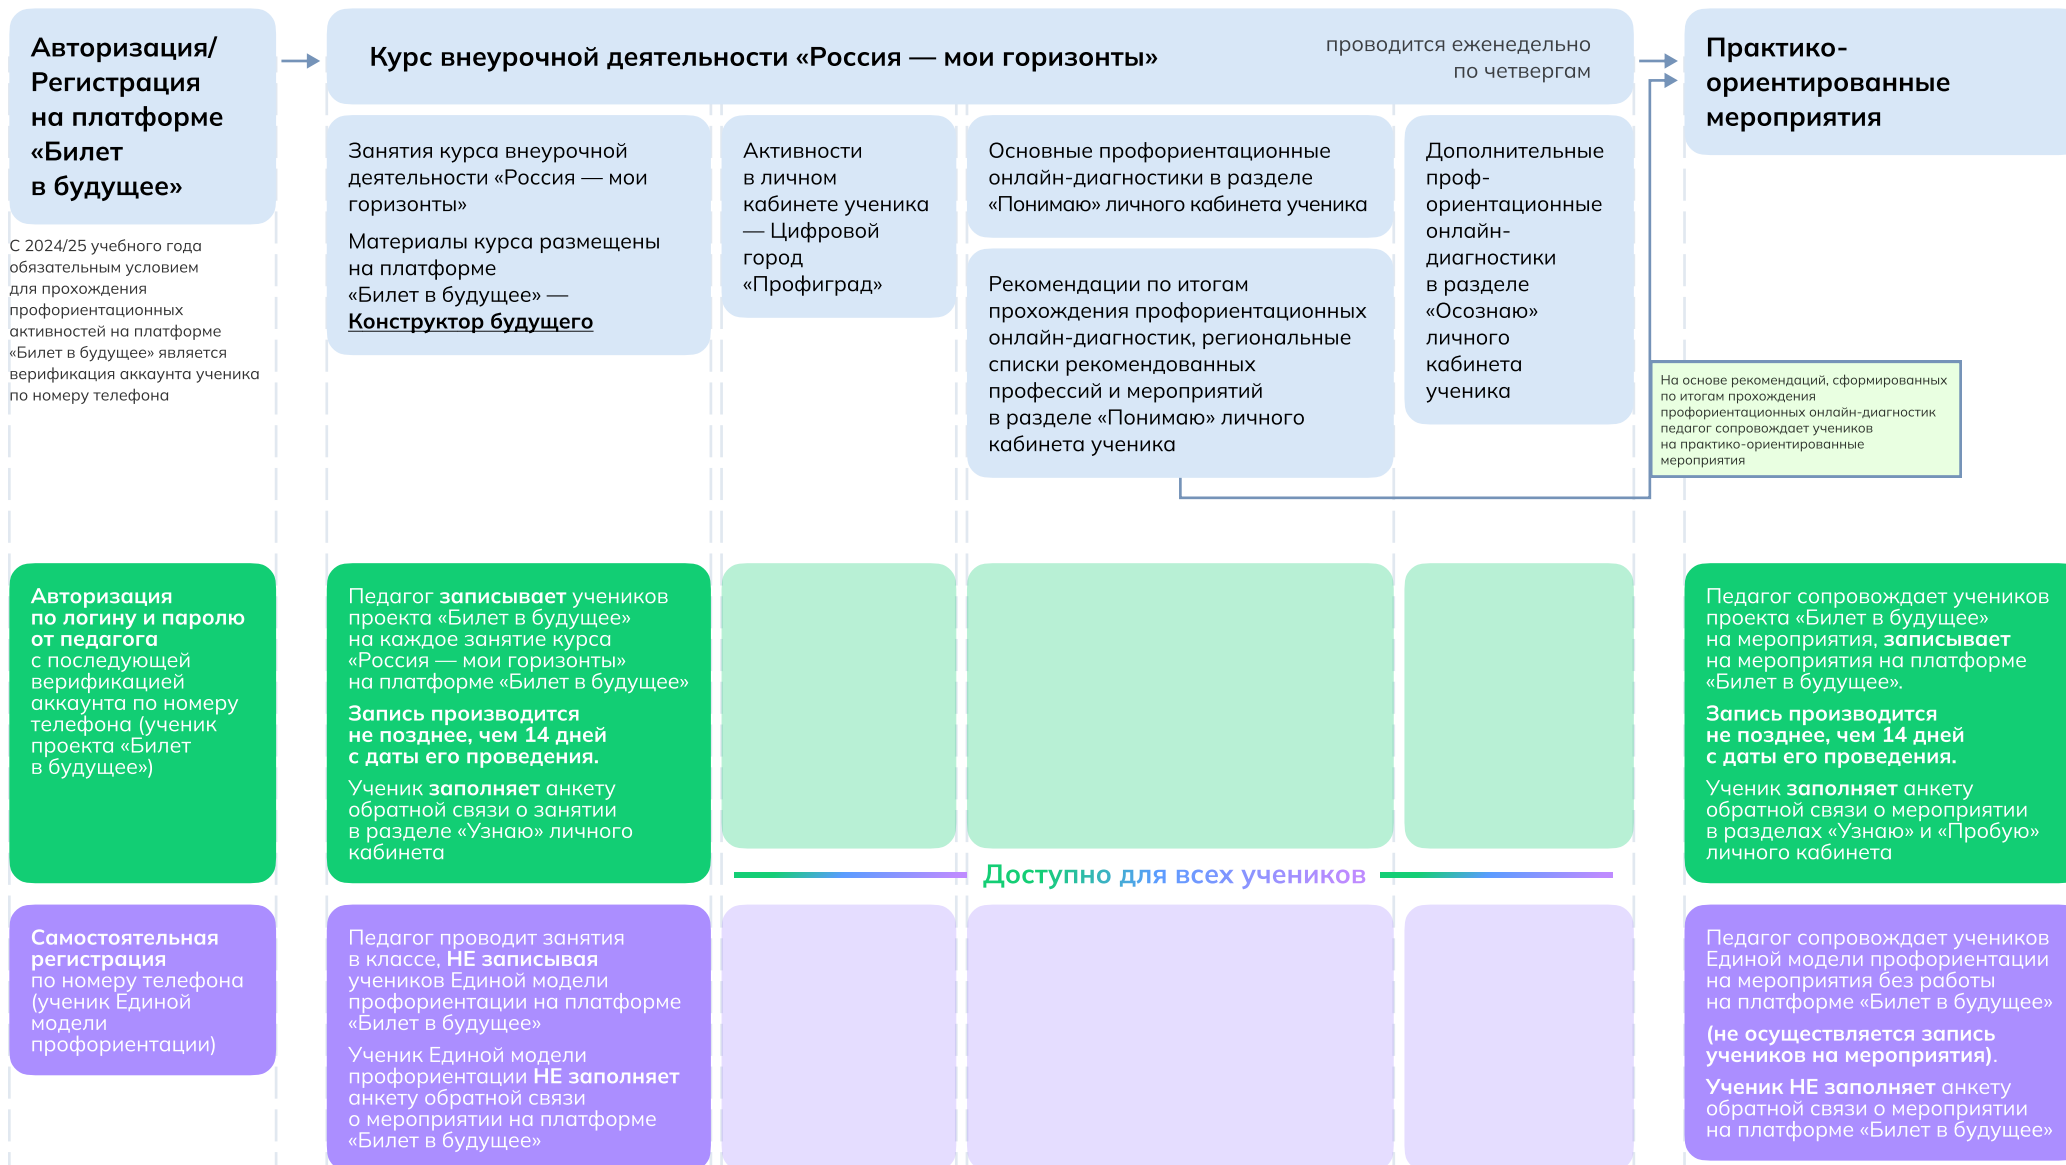 Авторизация/
Регистрация
на платформе
«Билет
в будущее»
С 2024/25 учебного года
обязательным условием
для прохождения
профориентационных
активностей на платформе
«Билет в будущее» является
верификация аккаунта ученика
по номеру телефона
Курс внеурочной деятельности «Россия — мои горизонты»
проводится еженедельно
по четвергам
Занятия курса внеурочной
деятельности «Россия — мои
горизонты»
Материалы курса размещены
на платформе
«Билет в будущее» —
Конструктор будущего
Активности
в личном
кабинете ученика
— Цифровой
город
«Профиград»
Основные профориентационные
онлайн-диагностики в разделе
«Понимаю» личного кабинета ученика
Рекомендации по итогам
прохождения профориентационных
онлайн-диагностик, региональные
списки рекомендованных
профессий и мероприятий
в разделе «Понимаю» личного
кабинета ученика
Дополнительные
проф-
ориентационные
онлайн-
диагностики
в разделе
«Осознаю»
личного
кабинета
ученика
Практико-
ориентированные
мероприятия
На основе рекомендаций, сформированных
по итогам прохождения
профориентационных онлайн-диагностик
педагог сопровождает учеников
на практико-ориентированные
мероприятия
Авторизация
по логину и паролю
от педагога
с последующей
верификацией
аккаунта по номеру
телефона (ученик
проекта «Билет
в будущее»)
Педагог записывает учеников
проекта «Билет в будущее»
на каждое занятие курса
«Россия — мои горизонты»
на платформе «Билет в будущее»
Запись производится
не позднее, чем 14 дней
с даты его проведения.
Ученик заполняет анкету
обратной связи о занятии
в разделе «Узнаю» личного
кабинета
Доступно для всех учеников
Педагог сопровождает учеников
проекта «Билет в будущее»
на мероприятия, записывает
на мероприятия на платформе
«Билет в будущее».
Запись производится
не позднее, чем 14 дней
с даты его проведения.
Ученик заполняет анкету
обратной связи о мероприятии
в разделах «Узнаю» и «Пробую»
личного кабинета
Самостоятельная
регистрация
по номеру телефона
(ученик Единой
модели
профориентации)
Педагог проводит занятия
в классе, НЕ записывая
учеников Единой модели
профориентации на платформе
«Билет в будущее»
Ученик Единой модели
профориентации НЕ заполняет
анкету обратной связи
о мероприятии на платформе
«Билет в будущее»
Педагог сопровождает учеников
Единой модели профориентации
на мероприятия без работы
на платформе «Билет в будущее»
(не осуществляется запись
учеников на мероприятия).
Ученик НЕ заполняет анкету
обратной связи о мероприятии
на платформе «Билет в будущее»